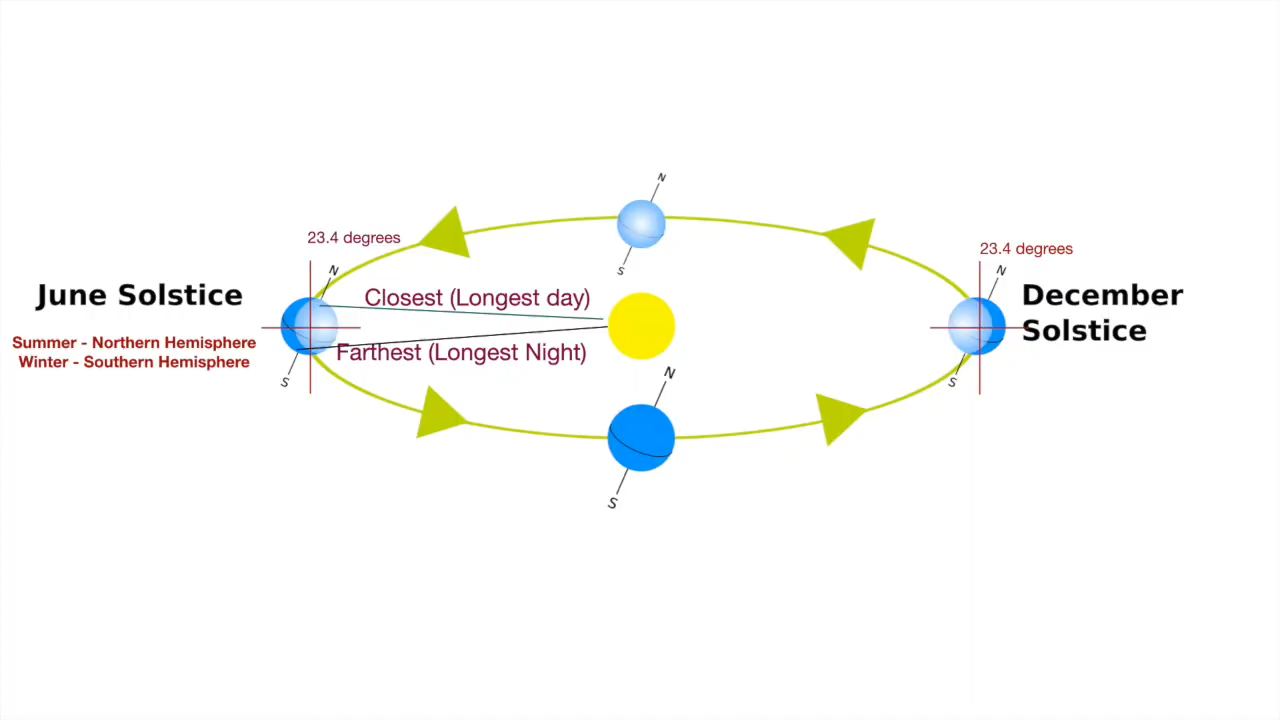 N
S
23.4 degrees
23.4 degrees
N
N
June Solstice
Closest (Longest day)
December
Solstice
Summer - Northern Hemisphere
Winter - Southern Hemisphere
Farthest (Longest Night)
S
S
N
S